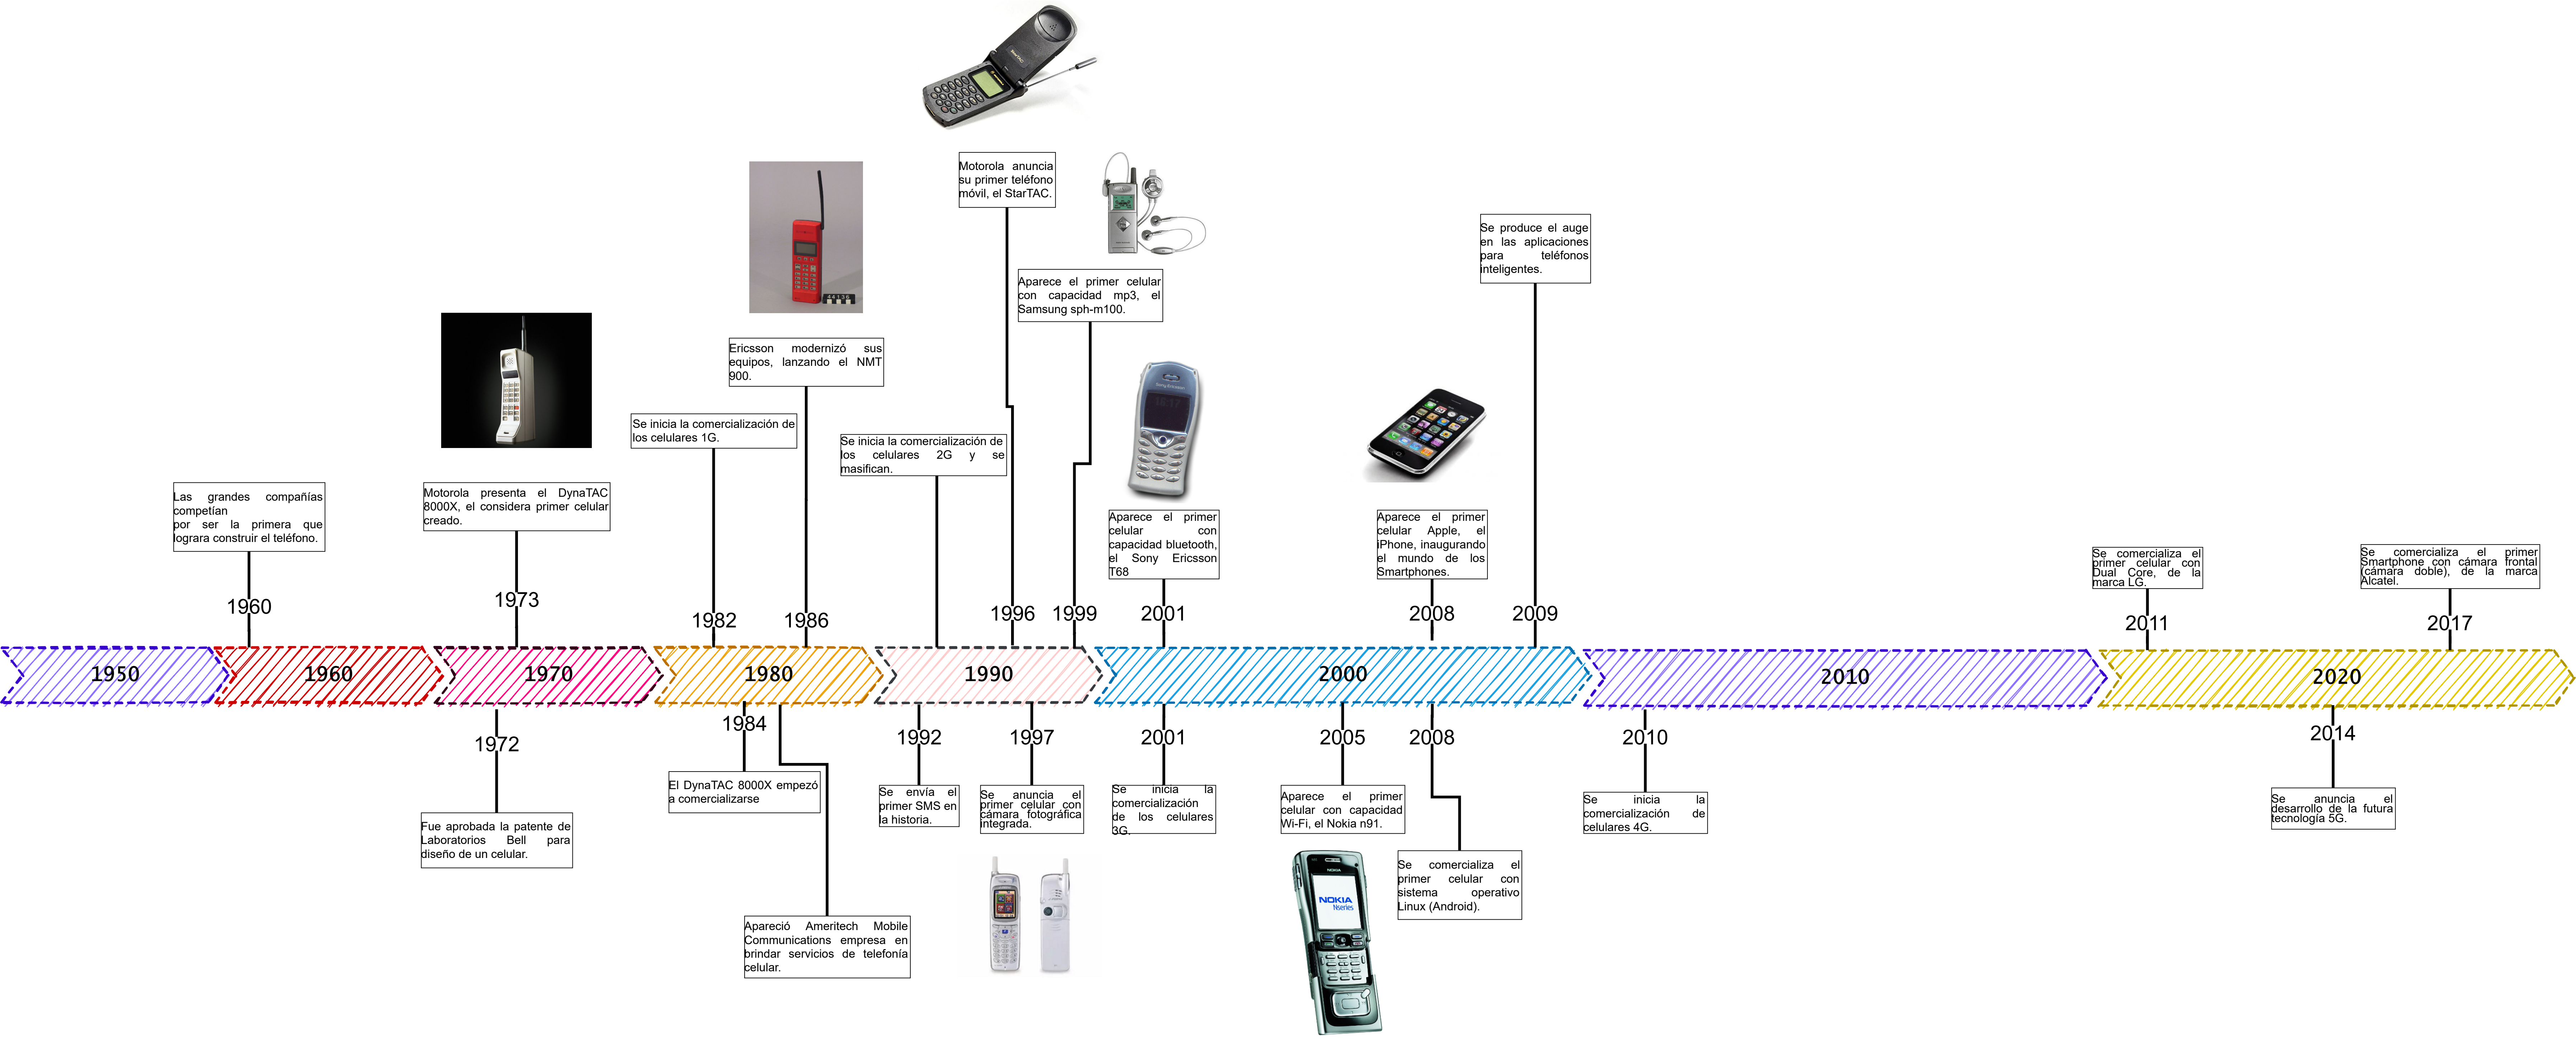 Motorola anuncia
su primer teléfono
móvil, el StarTAC.
Se produce el auge
en las aplicaciones
para teléfonos
inteligentes.
Aparece el primer celular
con capacidad mp3, el
Samsung sph-m100.
Ericsson modernizó sus
equipos, lanzando el NMT
900.
Se inicia la comercialización de
los celulares 1G.
Se inicia la comercialización de
los celulares 2G y se
masifican.
Las grandes compañías
competían
por ser la primera que
lograra construir el teléfono.
Motorola presenta el DynaTAC
8000X, el considera primer celular
creado.
Aparece el primer
celular con
capacidad bluetooth,
el Sony Ericsson
T68
Aparece el primer
celular Apple, el
iPhone, inaugurando
el mundo de los
Smartphones.
Se comercializa el
primer celular con
Dual Core, de la
marca LG.
Se comercializa el primer
Smartphone con cámara frontal
(cámara doble), de la marca
Alcatel.
1960
1973
1982
1986
1996
1999
2001
2008
2009
2011
2017
1950
1960
1970
1980
1990
2000
2010
2020
1972
1984
1992
1997
2001
2005
2008
2010
2014
Fue aprobada la patente de
Laboratorios Bell para
diseño de un celular.
El DynaTAC 8000X empezó
a comercializarse
Apareció Ameritech Mobile
Communications empresa en
brindar servicios de telefonía
celular.
Se envía el
primer SMS en
la historia.
Se anuncia el
primer celular con
cámara fotográfica
integrada.
Se inicia la
comercialización
de los celulares
3G.
Aparece el primer
celular con capacidad
Wi-Fi, el Nokia n91.
Se comercializa el
primer celular con
sistema operativo
Linux (Android).
Se inicia la
comercialización de
celulares 4G.
Se anuncia el
desarrollo de la futura
tecnología 5G.
NOKIA
NOKIA
Nseries